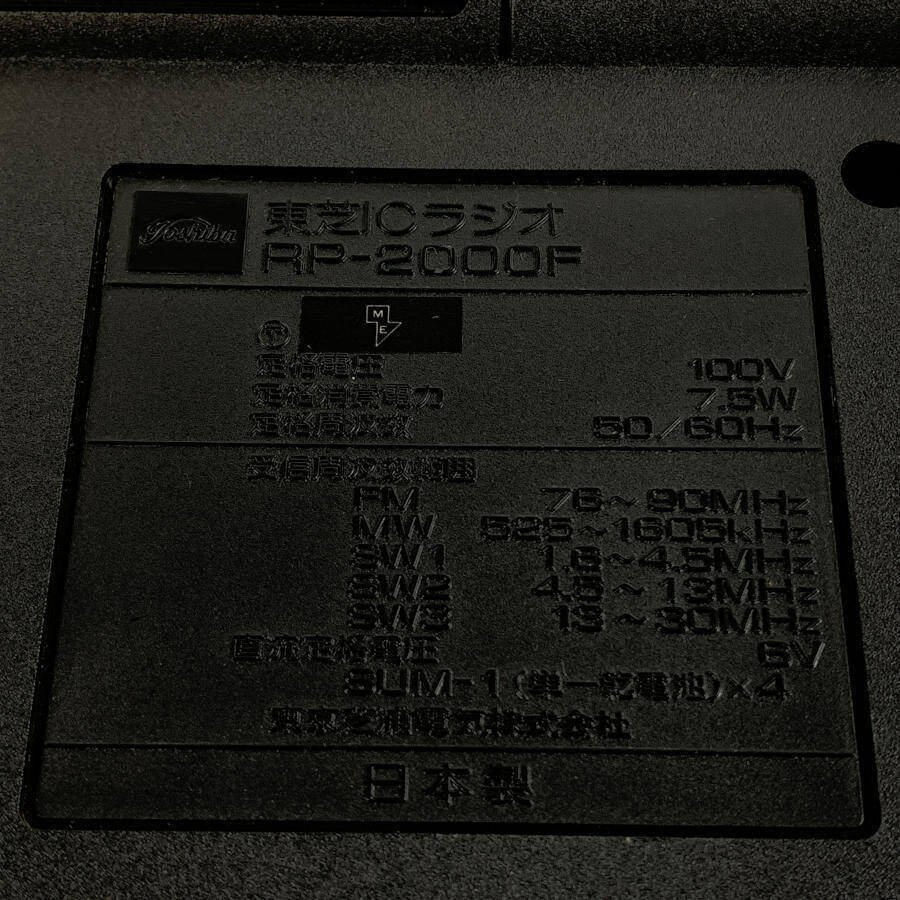 Toshiba
東芝ICラジオ
RP-2000F
〒
M
E
定格電圧 100V
定格消費電力 7.5W
定格周波数 50/60Hz
受信周波数範囲
FM 76~90MHz
MW 525~1605kHz
SW1 1.6~4.5MHz
SW2 4.5~13MHz
SW3 13~30MHz
直流定格電圧 6V
SUM-1(単一乾電池)×4
東京芝浦電気株式会社
日本製